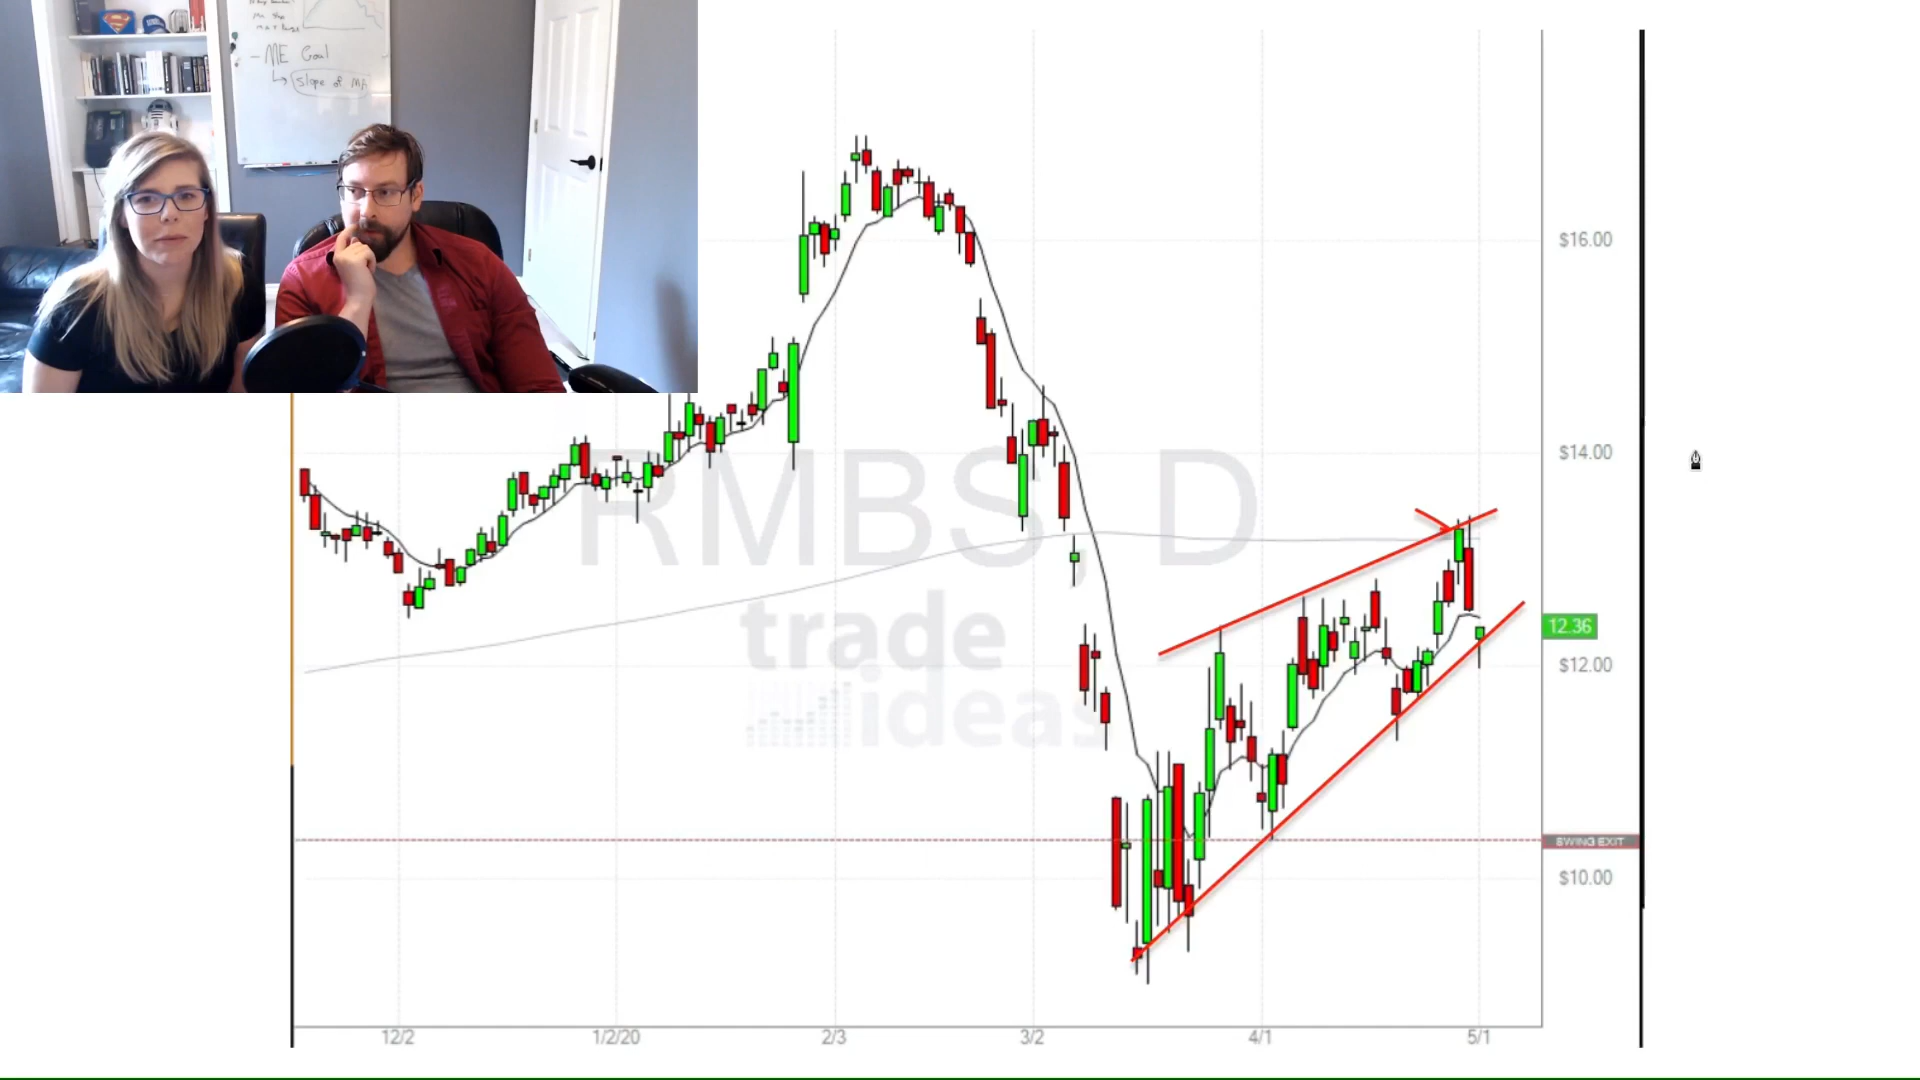 - ME Goal
↳ slope of MA
$16.00
$14.00
RMBS, D
12.36
$12.00
trade
ideas
SWING EXIT
$10.00
12/2
1/2/20
2/3
3/2
4/1
5/1